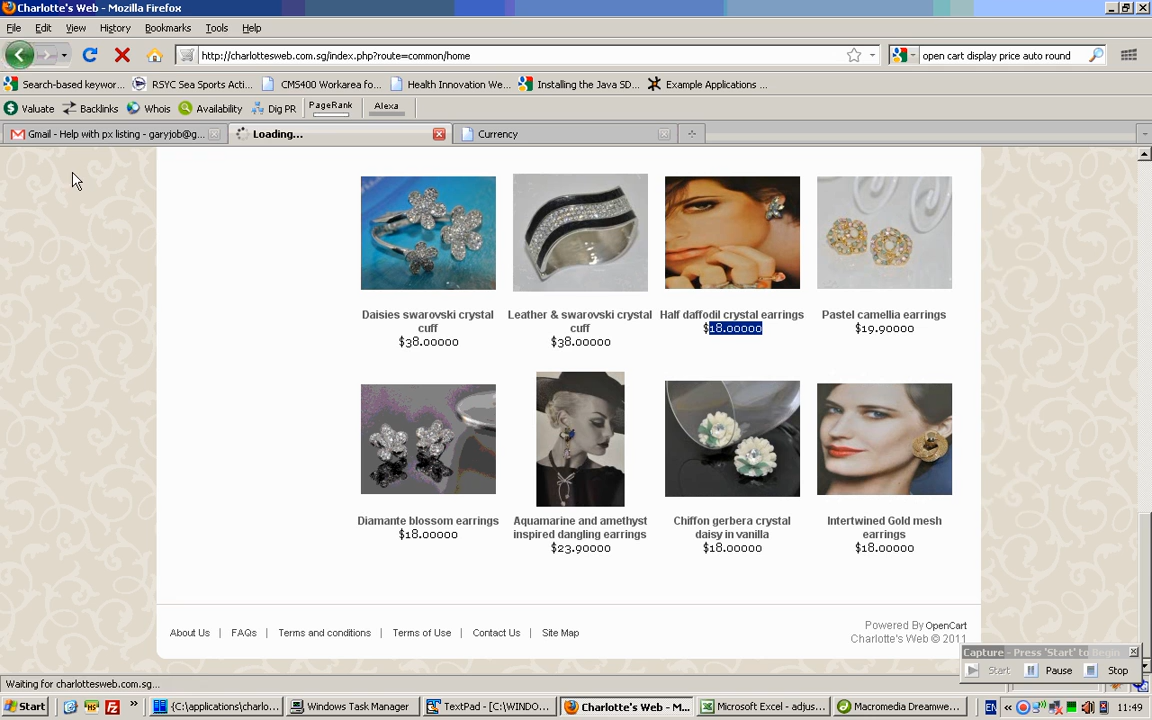 Charlotte's Web - Mozilla Firefox
File Edit View History Bookmarks Tools Help
http://charlottesweb.com.sg/index.php?route=common/home
open cart display price auto round
Search-based keywor... RSYC Sea Sports Acti... CMS400 Workarea fo... Health Innovation We... Installing the Java SD... Example Applications ...
Valuate Backlinks Whois Availability Dig PR PageRank Alexa
Gmail - Help with px listing - garyjob@g... Loading... Currency
Daisies swarovski crystal
cuff
$38.00000
Leather & swarovski crystal
cuff
$38.00000
Half daffodil crystal earrings
$18.00000
Pastel camellia earrings
$19.90000
Diamante blossom earrings
$18.00000
Aquamarine and amethyst
inspired dangling earrings
$23.90000
Chiffon gerbera crystal
daisy in vanilla
$18.00000
Intertwined Gold mesh
earrings
$18.00000
About Us | FAQs | Terms and conditions | Terms of Use | Contact Us | Site Map
Powered By OpenCart
Charlotte's Web © 2011
Capture - Press 'Start' to Begin
Start Pause Stop
Waiting for charlottesweb.com.sg...
Start {C:\applications\charlo... Windows Task Manager TextPad - [C:\WINDO... Charlotte's Web - M... Microsoft Excel - adjus... Macromedia Dreamwe... EN 11:49